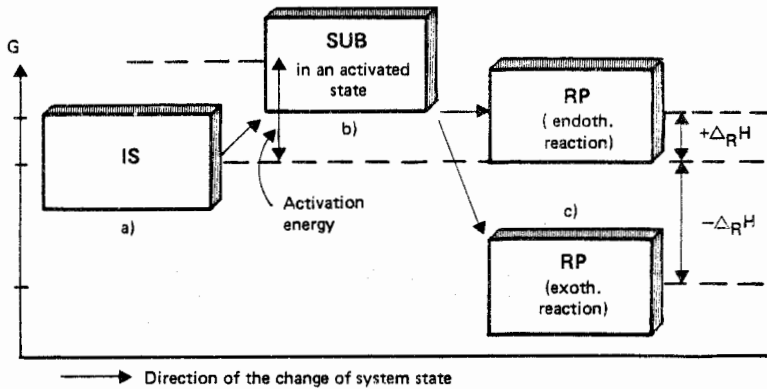 G
IS
a)
SUB
in an activated
state
b)
Activation
energy
RP
( endoth.
reaction)
+△RH
c)
RP
(exoth.
reaction)
−△RH
Direction of the change of system state